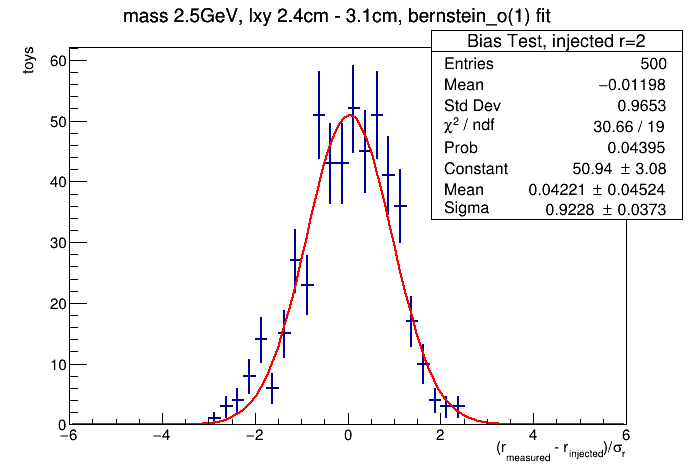 mass 2.5GeV, lxy 2.4cm - 3.1cm, bernstein_o(1) fit
toys
Bias Test, injected r=2
Entries 500
Mean −0.01198
Std Dev 0.9653
χ² / ndf 30.66 / 19
Prob 0.04395
Constant 50.94 ± 3.08
Mean 0.04221 ± 0.04524
Sigma 0.9228 ± 0.0373
60
50
40
30
20
10
0
−6 −4 −2 0 2 4 6
(r_measured - r_injected)/σ_r